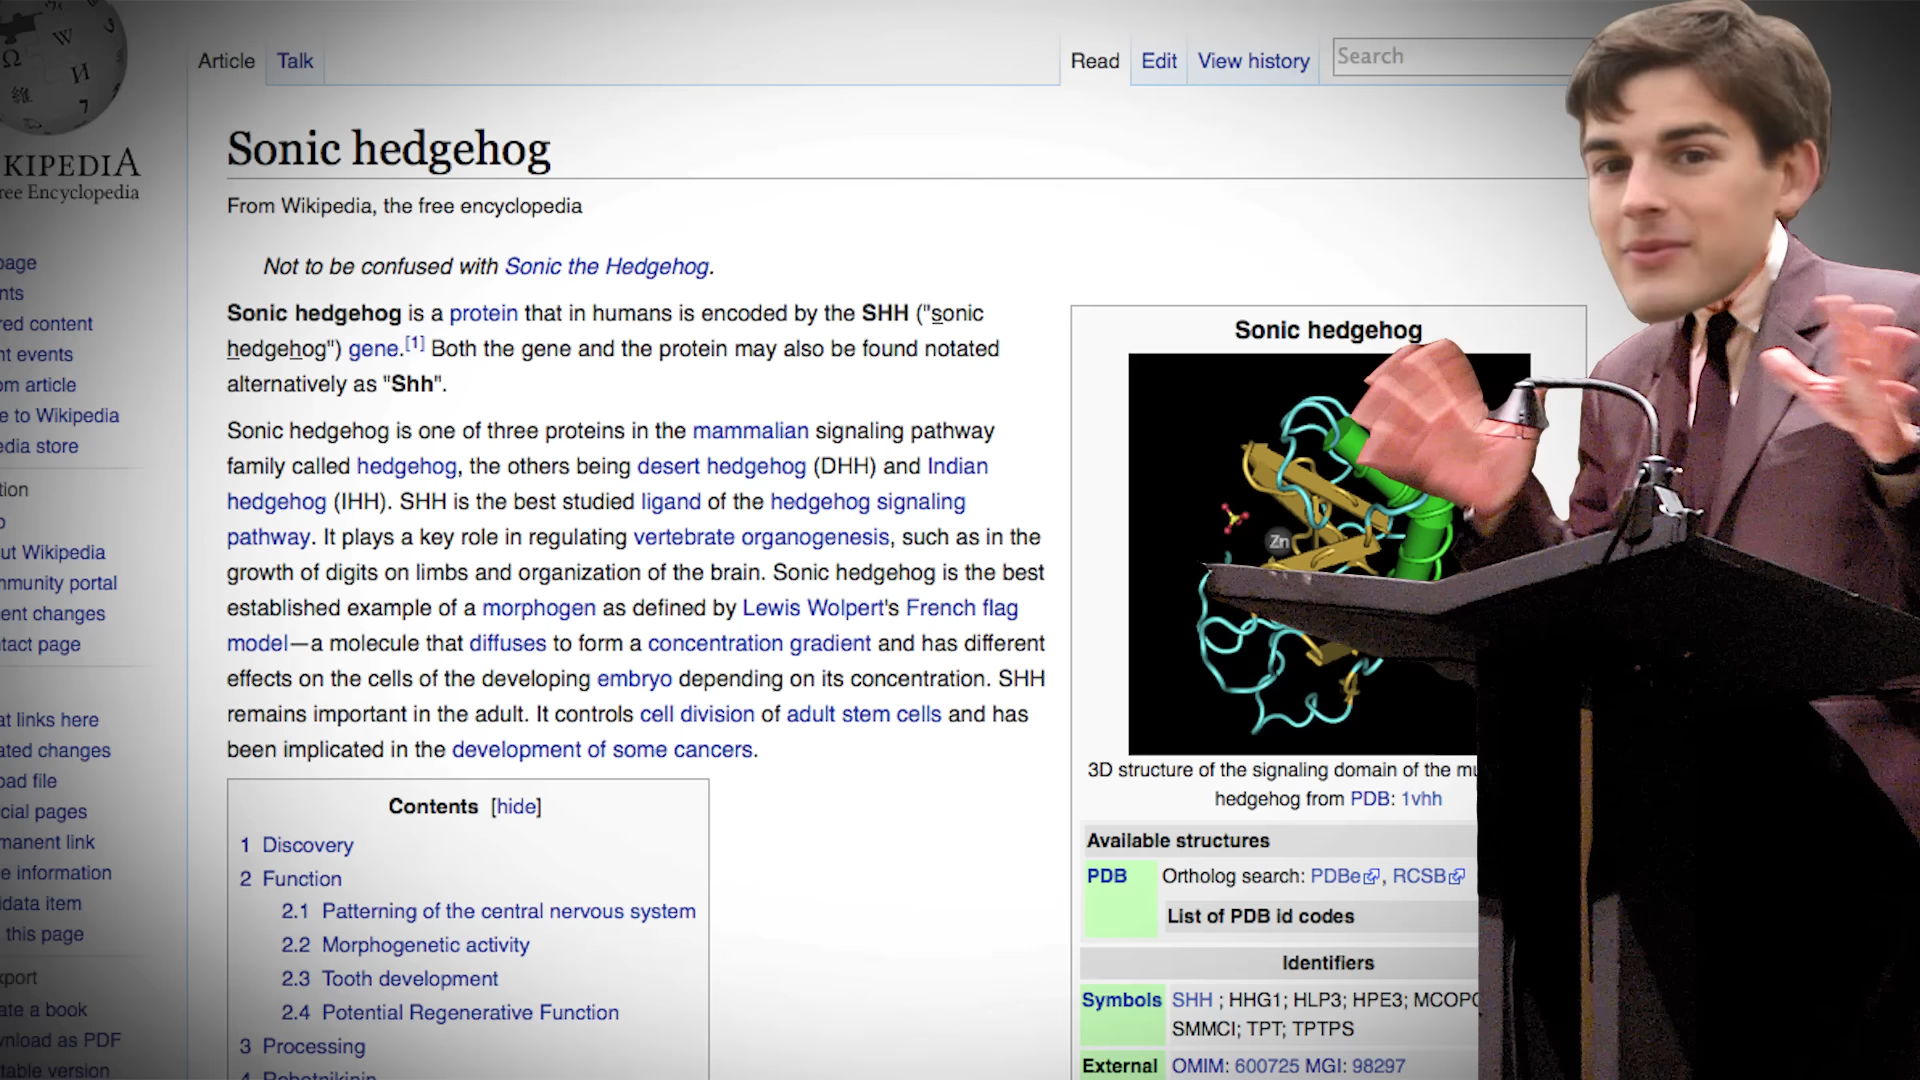 KIPEDIA
ree Encyclopedia
page
nts
red content
nt events
om article
e to Wikipedia
edia store
tion
ut Wikipedia
mmunity portal
ent changes
tact page
at links here
ated changes
oad file
cial pages
manent link
e information
idata item
this page
xport
ate a book
wnload as PDF
table version
Article Talk
Read Edit View history Search
Sonic hedgehog
From Wikipedia, the free encyclopedia
Not to be confused with Sonic the Hedgehog.
Sonic hedgehog is a protein that in humans is encoded by the SHH ("sonic
hedgehog") gene.[1] Both the gene and the protein may also be found notated
alternatively as "Shh".
Sonic hedgehog is one of three proteins in the mammalian signaling pathway
family called hedgehog, the others being desert hedgehog (DHH) and Indian
hedgehog (IHH). SHH is the best studied ligand of the hedgehog signaling
pathway. It plays a key role in regulating vertebrate organogenesis, such as in the
growth of digits on limbs and organization of the brain. Sonic hedgehog is the best
established example of a morphogen as defined by Lewis Wolpert's French flag
model—a molecule that diffuses to form a concentration gradient and has different
effects on the cells of the developing embryo depending on its concentration. SHH
remains important in the adult. It controls cell division of adult stem cells and has
been implicated in the development of some cancers.
Contents [hide]
1 Discovery
2 Function
2.1 Patterning of the central nervous system
2.2 Morphogenetic activity
2.3 Tooth development
2.4 Potential Regenerative Function
3 Processing
4 Robotnikinin
Sonic hedgehog
Zn
3D structure of the signaling domain of the mu
hedgehog from PDB: 1vhh
Available structures
PDB Ortholog search: PDBe, RCSB
List of PDB id codes
Identifiers
Symbols SHH ; HHG1; HLP3; HPE3; MCOPC
SMMCI; TPT; TPTPS
External OMIM: 600725 MGI: 98297